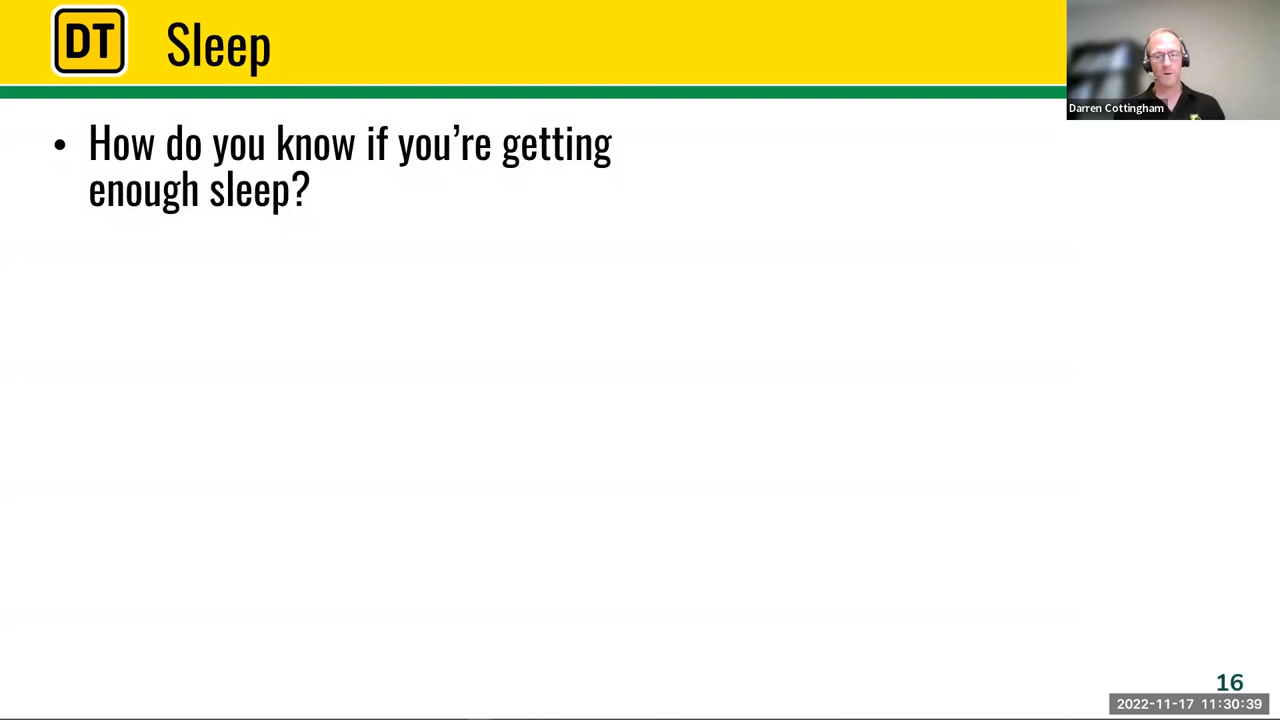 DT Sleep
Darren Cottingham
• How do you know if you’re getting
enough sleep?
16
2022-11-17 11:30:39